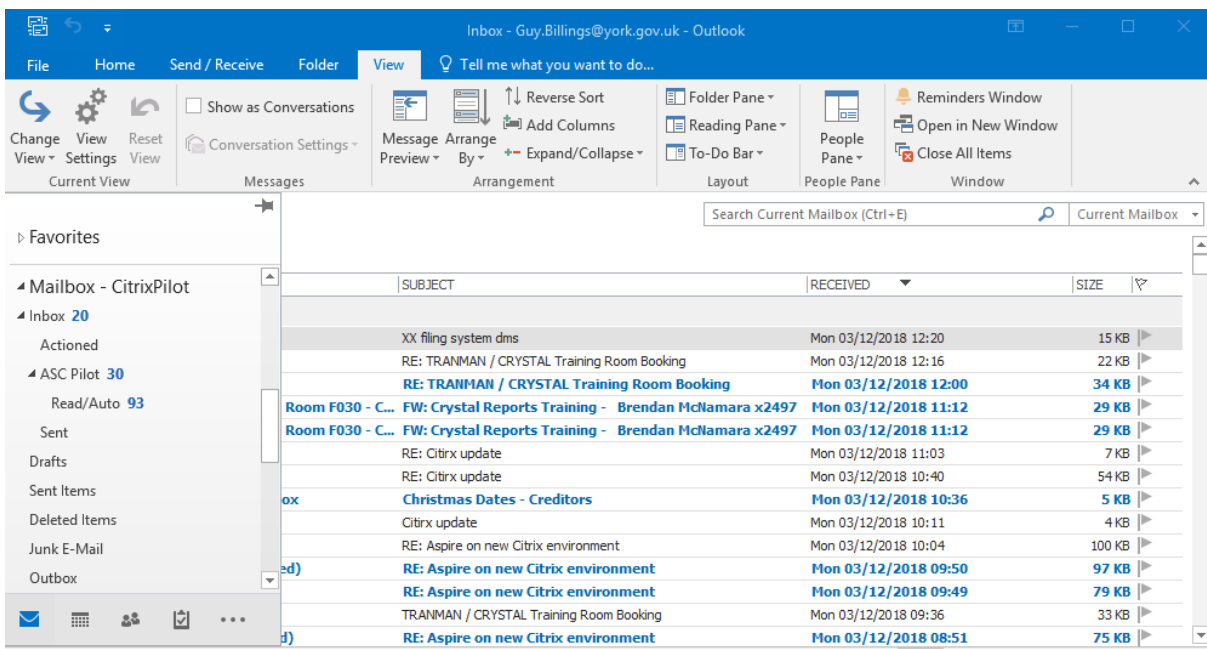 Inbox - Guy.Billings@york.gov.uk - Outlook
File Home Send / Receive Folder View Tell me what you want to do...
Change View View Settings Reset View
Current View
Show as Conversations
Conversation Settings
Messages
Message Preview Arrange By
Reverse Sort
Add Columns
Expand/Collapse
Arrangement
Folder Pane
Reading Pane
To-Do Bar
Layout
People Pane
People Pane
Reminders Window
Open in New Window
Close All Items
Window
Search Current Mailbox (Ctrl+E) Current Mailbox
Favorites
Mailbox - CitrixPilot
Inbox 20
Actioned
ASC Pilot 30
Read/Auto 93
Sent
Drafts
Sent Items
Deleted Items
Junk E-Mail
Outbox
SUBJECT RECEIVED SIZE
XX filing system dms Mon 03/12/2018 12:20 15 KB
RE: TRANMAN / CRYSTAL Training Room Booking Mon 03/12/2018 12:16 22 KB
RE: TRANMAN / CRYSTAL Training Room Booking Mon 03/12/2018 12:00 34 KB
Room F030 - C... FW: Crystal Reports Training - Brendan McNamara x2497 Mon 03/12/2018 11:12 29 KB
Room F030 - C... FW: Crystal Reports Training - Brendan McNamara x2497 Mon 03/12/2018 11:12 29 KB
RE: Citirx update Mon 03/12/2018 11:03 7 KB
RE: Citirx update Mon 03/12/2018 10:40 54 KB
ox Christmas Dates - Creditors Mon 03/12/2018 10:36 5 KB
Citirx update Mon 03/12/2018 10:11 4 KB
RE: Aspire on new Citrix environment Mon 03/12/2018 10:04 100 KB
ed) RE: Aspire on new Citrix environment Mon 03/12/2018 09:50 97 KB
RE: Aspire on new Citrix environment Mon 03/12/2018 09:49 79 KB
TRANMAN / CRYSTAL Training Room Booking Mon 03/12/2018 09:36 33 KB
d) RE: Aspire on new Citrix environment Mon 03/12/2018 08:51 75 KB